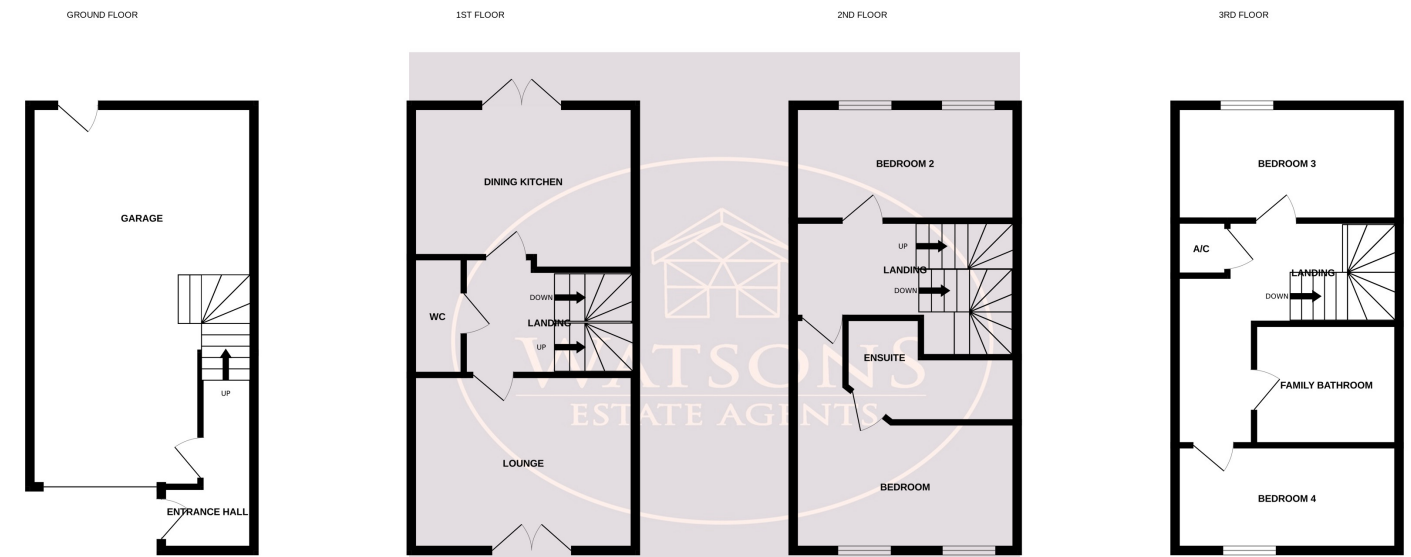 GROUND FLOOR
1ST FLOOR
2ND FLOOR
3RD FLOOR
GARAGE
UP
ENTRANCE HALL
DINING KITCHEN
WC
DOWN
LANDING
UP
LOUNGE
BEDROOM 2
UP
LANDING
DOWN
ENSUITE
BEDROOM
BEDROOM 3
A/C
LANDING
DOWN
FAMILY BATHROOM
BEDROOM 4
WATSONS
ESTATE AGENTS